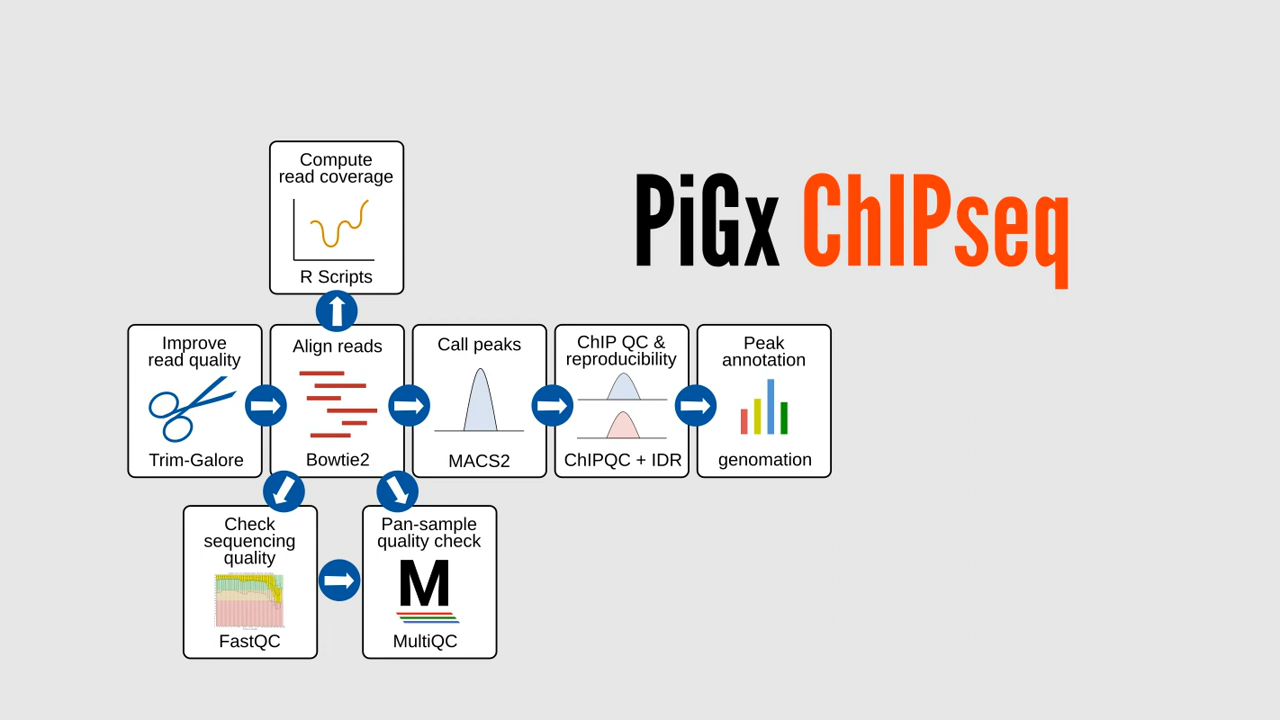 PiGx ChIPseq
Compute
read coverage
R Scripts
Improve
read quality
Trim-Galore
Align reads
Bowtie2
Call peaks
MACS2
ChIP QC &
reproducibility
ChIPQC + IDR
Peak
annotation
genomation
Check
sequencing
quality
FastQC
Pan-sample
quality check
M
MultiQC